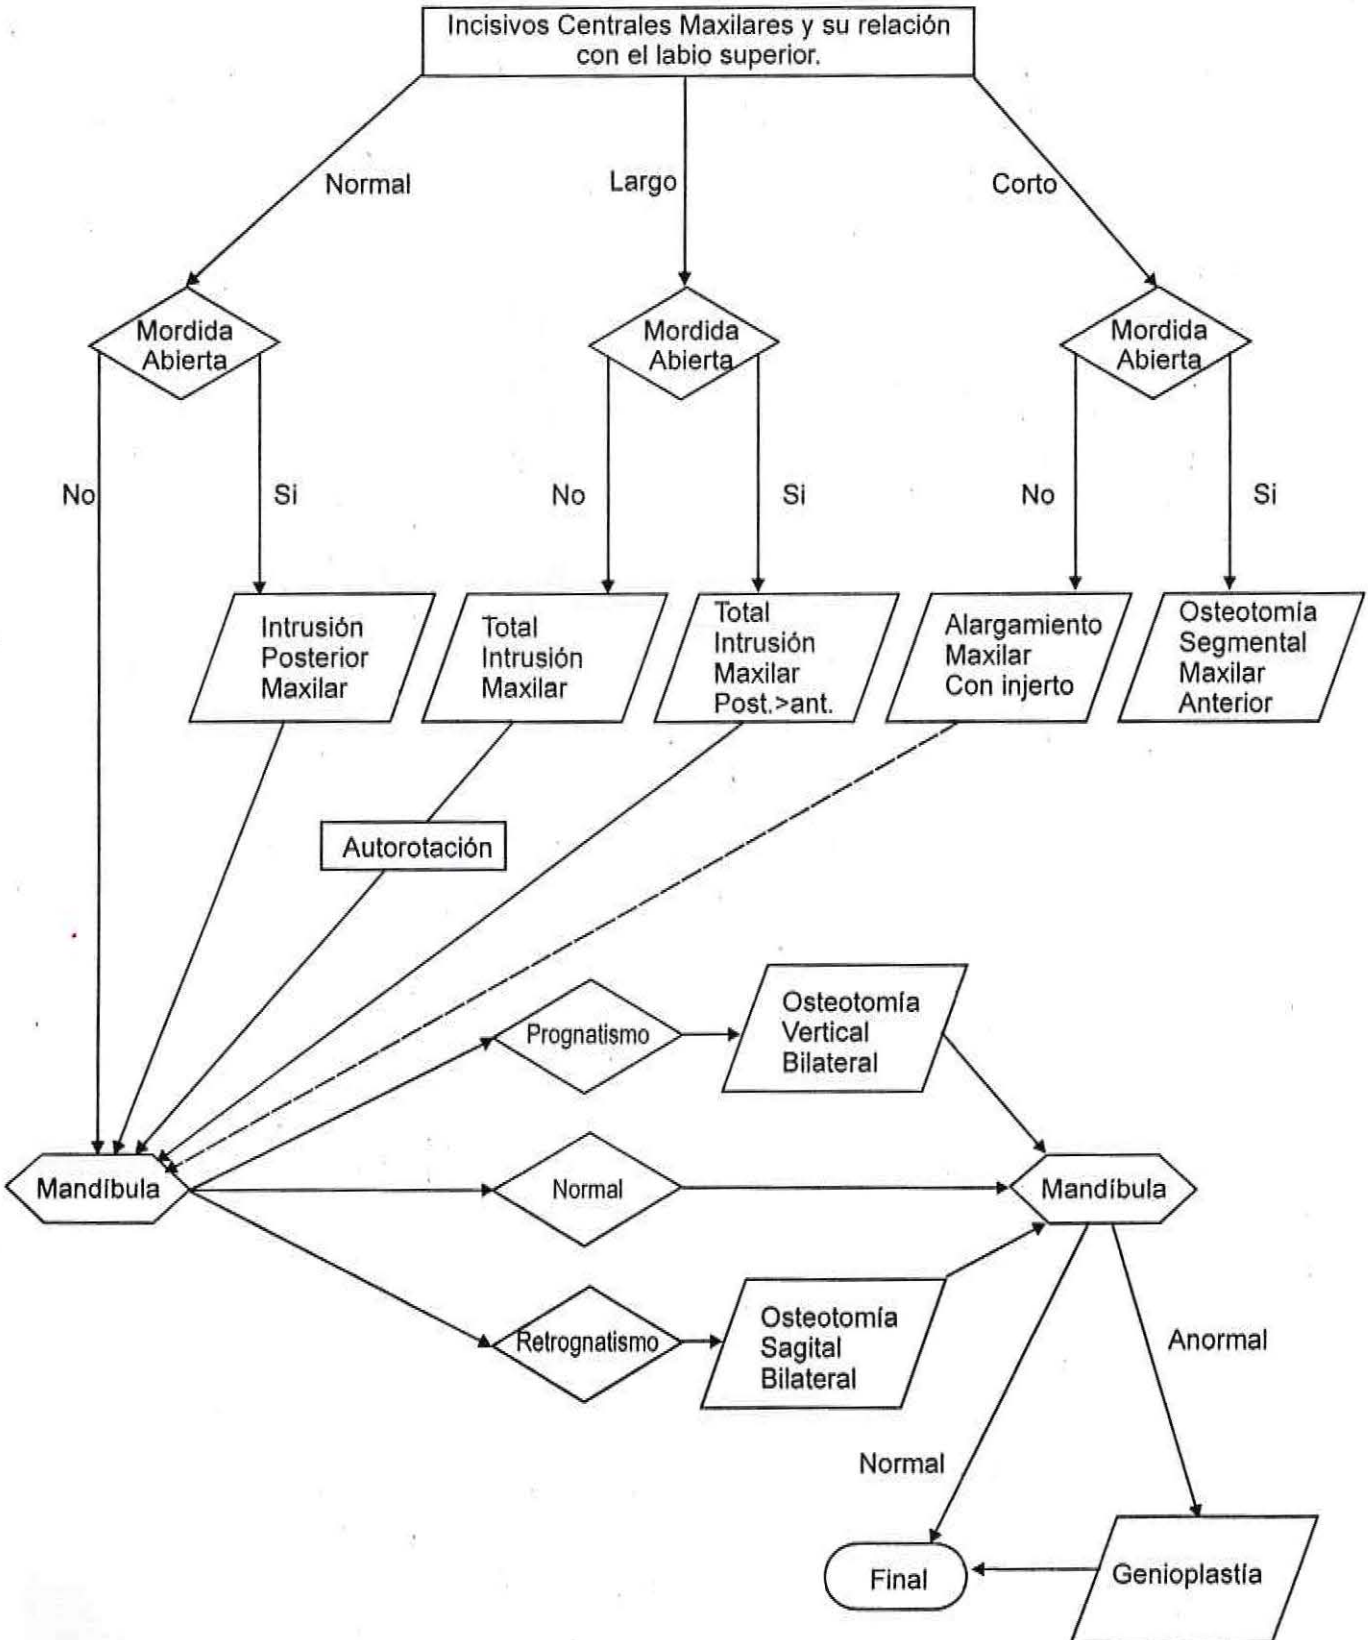 Incisivos Centrales Maxilares y su relación
con el labio superior.
Normal
Largo
Corto
Mordida
Abierta
Mordida
Abierta
Mordida
Abierta
No
Si
No
Si
No
Si
Intrusión
Posterior
Maxilar
Total
Intrusión
Maxilar
Total
Intrusión
Maxilar
Post.>ant.
Alargamiento
Maxilar
Con injerto
Osteotomía
Segmental
Maxilar
Anterior
Autorotación
Prognatismo
Osteotomía
Vertical
Bilateral
Mandíbula
Normal
Mandíbula
Retrognatismo
Osteotomía
Sagital
Bilateral
Anormal
Normal
Final
Genioplastía